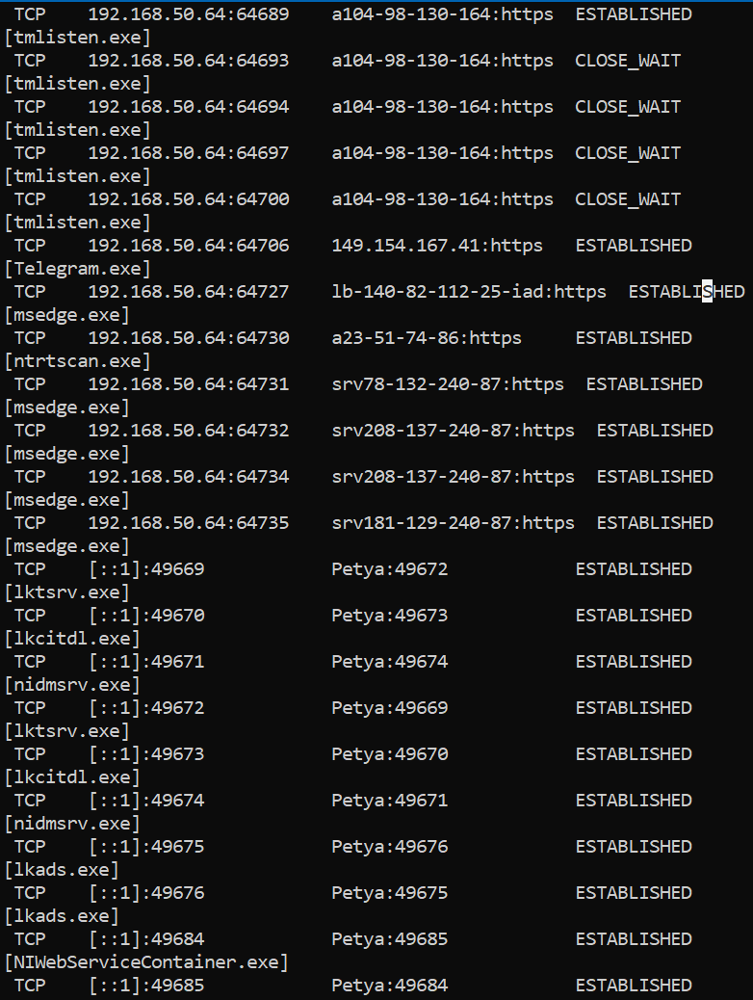 TCP    192.168.50.64:64689    a104-98-130-164:https  ESTABLISHED
[tmlisten.exe]
TCP    192.168.50.64:64693    a104-98-130-164:https  CLOSE_WAIT
[tmlisten.exe]
TCP    192.168.50.64:64694    a104-98-130-164:https  CLOSE_WAIT
[tmlisten.exe]
TCP    192.168.50.64:64697    a104-98-130-164:https  CLOSE_WAIT
[tmlisten.exe]
TCP    192.168.50.64:64700    a104-98-130-164:https  CLOSE_WAIT
[tmlisten.exe]
TCP    192.168.50.64:64706    149.154.167.41:https   ESTABLISHED
[Telegram.exe]
TCP    192.168.50.64:64727    lb-140-82-112-25-iad:https  ESTABLISHED
[msedge.exe]
TCP    192.168.50.64:64730    a23-51-74-86:https     ESTABLISHED
[ntrtscan.exe]
TCP    192.168.50.64:64731    srv78-132-240-87:https  ESTABLISHED
[msedge.exe]
TCP    192.168.50.64:64732    srv208-137-240-87:https  ESTABLISHED
[msedge.exe]
TCP    192.168.50.64:64734    srv208-137-240-87:https  ESTABLISHED
[msedge.exe]
TCP    192.168.50.64:64735    srv181-129-240-87:https  ESTABLISHED
[msedge.exe]
TCP    [::1]:49669            Petya:49672            ESTABLISHED
[lktsrv.exe]
TCP    [::1]:49670            Petya:49673            ESTABLISHED
[lkcitdl.exe]
TCP    [::1]:49671            Petya:49674            ESTABLISHED
[nidmsrv.exe]
TCP    [::1]:49672            Petya:49669            ESTABLISHED
[lktsrv.exe]
TCP    [::1]:49673            Petya:49670            ESTABLISHED
[lkcitdl.exe]
TCP    [::1]:49674            Petya:49671            ESTABLISHED
[nidmsrv.exe]
TCP    [::1]:49675            Petya:49676            ESTABLISHED
[lkads.exe]
TCP    [::1]:49676            Petya:49675            ESTABLISHED
[lkads.exe]
TCP    [::1]:49684            Petya:49685            ESTABLISHED
[NIWebServiceContainer.exe]
TCP    [::1]:49685            Petya:49684            ESTABLISHED